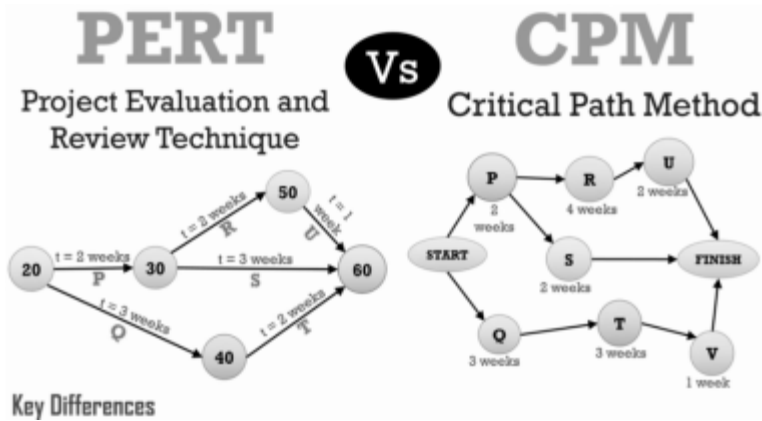 PERT
Vs
CPM
Project Evaluation and
Review Technique
Critical Path Method
20
t = 2 weeks
P
30
t = 2 weeks
R
50
t = 1
week
U
t = 3 weeks
S
60
t = 3 weeks
Q
40
t = 2 weeks
T
START
P
2
weeks
R
4 weeks
U
2 weeks
S
2 weeks
FINISH
Q
3 weeks
T
3 weeks
V
1 week
Key Differences